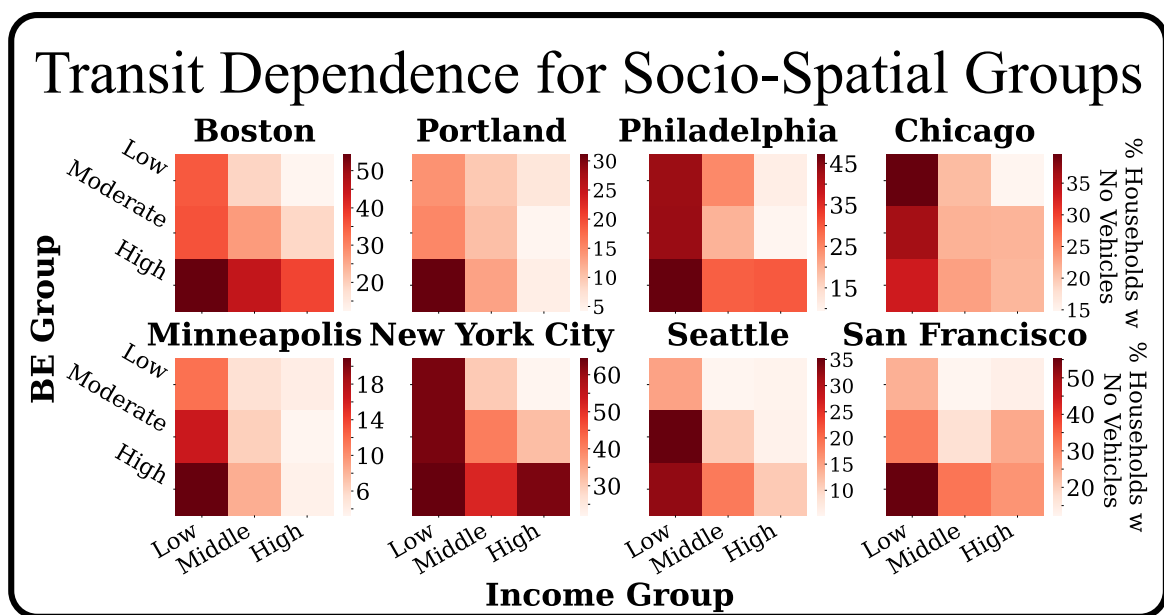 Transit Dependence for Socio-Spatial Groups
Boston
Portland
Philadelphia
Chicago
Low
Moderate
High
50
40
30
20
30
25
20
15
10
5
45
35
25
15
35
30
25
20
15
% Households w
No Vehicles
BE Group
Minneapolis
New York City
Seattle
San Francisco
Low
Moderate
High
18
14
10
6
60
50
40
30
35
30
25
20
15
10
50
40
30
20
% Households w
No Vehicles
Low
Middle
High
Low
Middle
High
Low
Middle
High
Low
Middle
High
Income Group